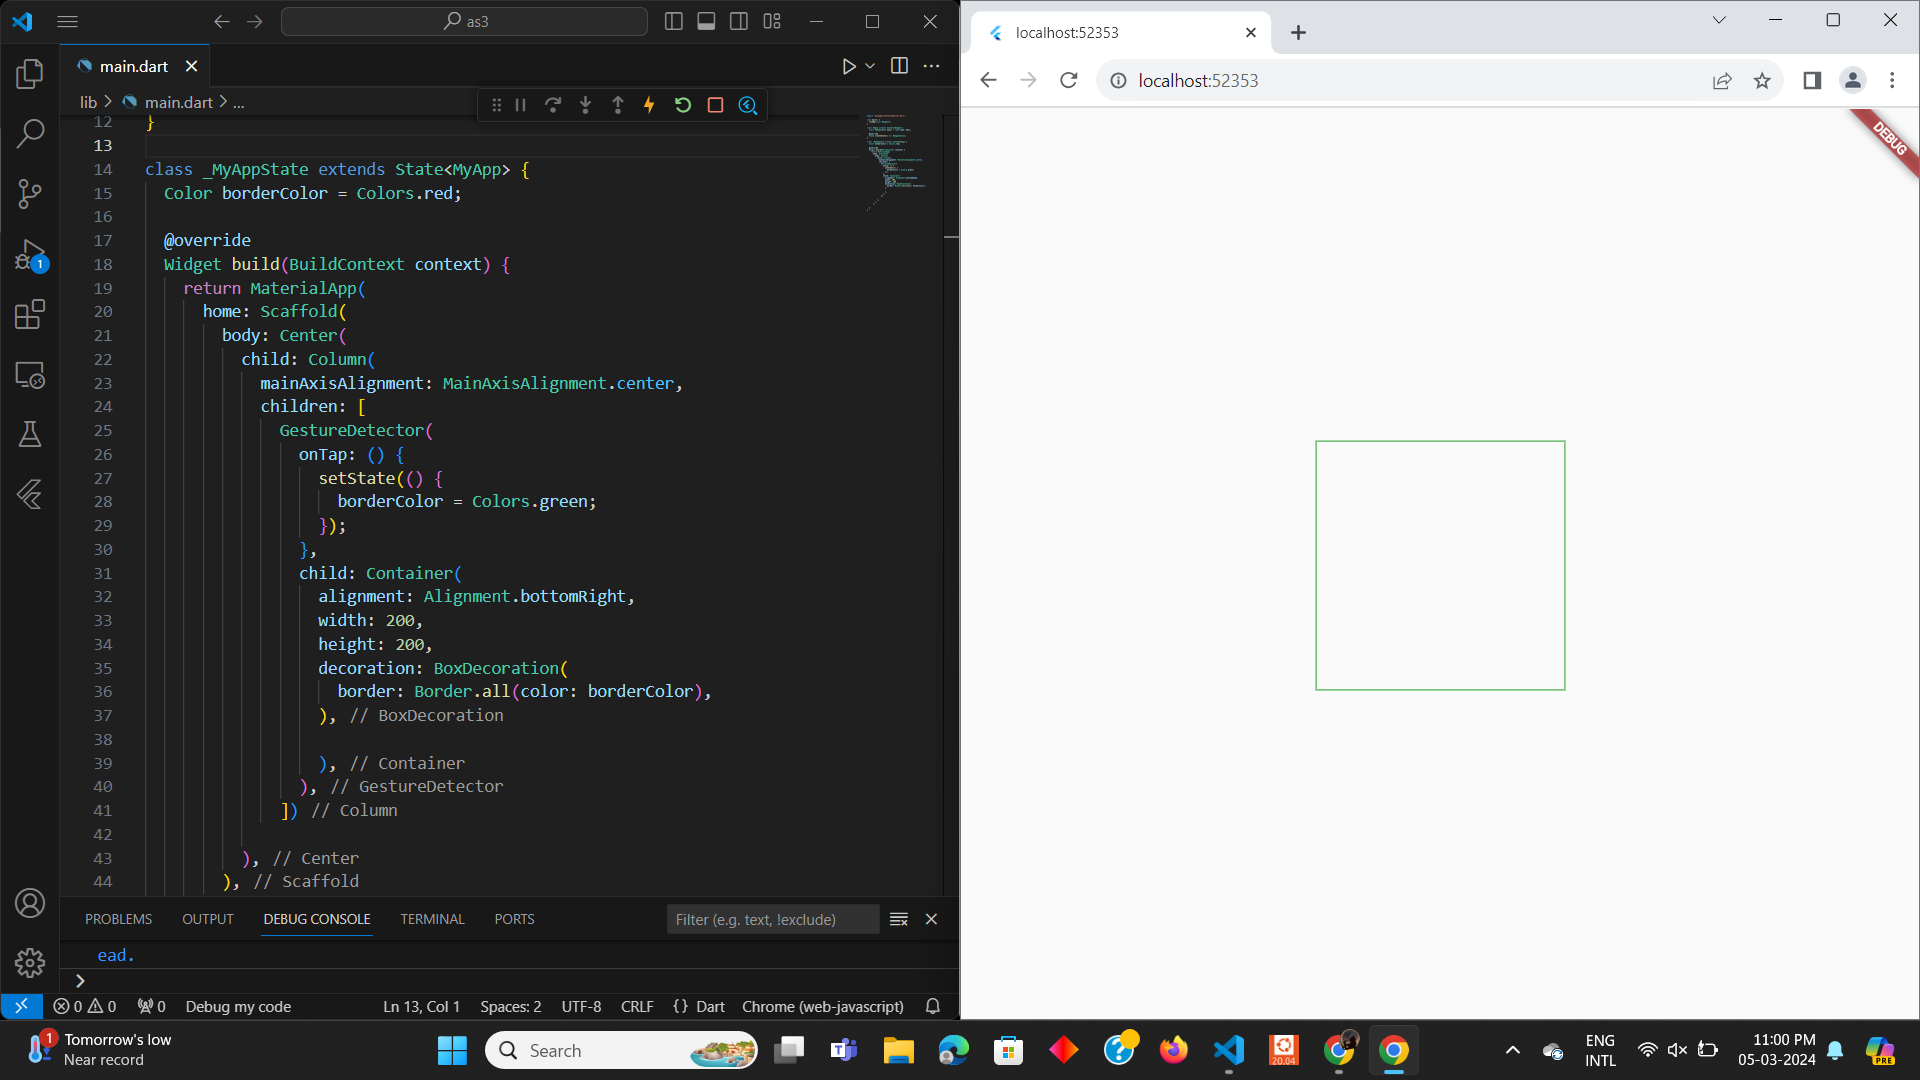 as3
main.dart
lib > main.dart > ...
12 }
13
14 class _MyAppState extends State<MyApp> {
15 Color borderColor = Colors.red;
16
17 @override
18 Widget build(BuildContext context) {
19 return MaterialApp(
20 home: Scaffold(
21 body: Center(
22 child: Column(
23 mainAxisAlignment: MainAxisAlignment.center,
24 children: [
25 GestureDetector(
26 onTap: () {
27 setState(() {
28 borderColor = Colors.green;
29 });
30 },
31 child: Container(
32 alignment: Alignment.bottomRight,
33 width: 200,
34 height: 200,
35 decoration: BoxDecoration(
36 border: Border.all(color: borderColor),
37 ), // BoxDecoration
38
39 ), // Container
40 ), // GestureDetector
41 ]) // Column
42
43 ), // Center
44 ), // Scaffold
1
PROBLEMS OUTPUT DEBUG CONSOLE TERMINAL PORTS Filter (e.g. text, !exclude)
ead.
>
0 0 0 Debug my code Ln 13, Col 1 Spaces: 2 UTF-8 CRLF {} Dart Chrome (web-javascript)
localhost:52353
localhost:52353
DEBUG
1 Tomorrow's low
Near record
Search
20.04
ENG
INTL
11:00 PM
05-03-2024
PRE